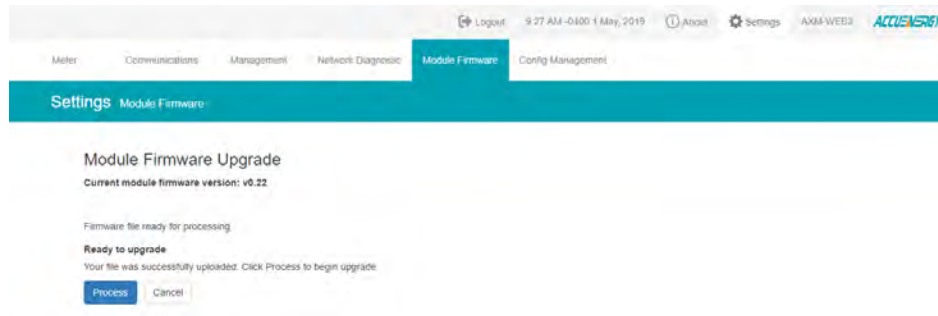 Logout 9:27 AM -0400 1 May, 2019 About Settings AXM-WEB2 ACCUENERGY
Meter Communications Management Network Diagnostic Module Firmware Config Management
Settings Module Firmware
Module Firmware Upgrade
Current module firmware version: v0.22
Firmware file ready for processing
Ready to upgrade
Your file was successfully uploaded. Click Process to begin upgrade
Process Cancel